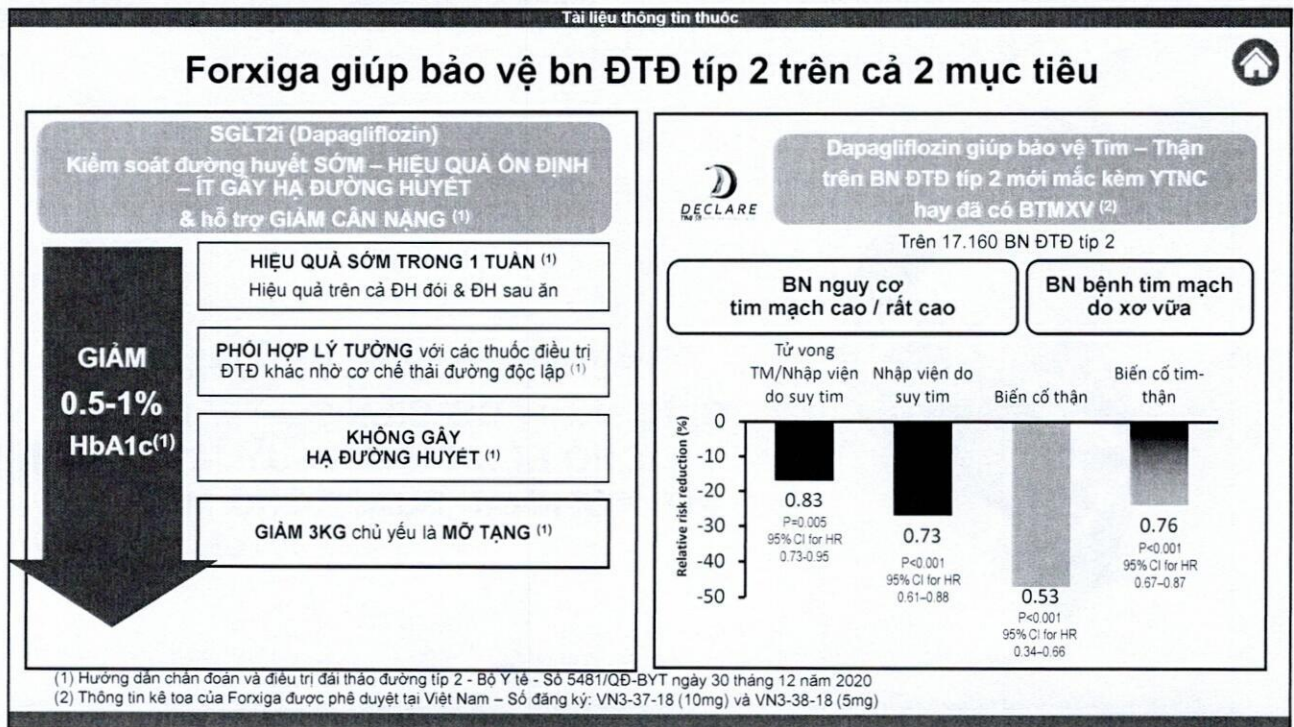 Tài liệu thông tin thuốc
Forxiga giúp bảo vệ bn ĐTĐ típ 2 trên cả 2 mục tiêu
SGLT2i (Dapagliflozin)
Kiểm soát đường huyết SỚM – HIỆU QUẢ ỔN ĐỊNH
– ÍT GÂY HẠ ĐƯỜNG HUYẾT
& hỗ trợ GIẢM CÂN NẶNG (1)
GIẢM
0.5-1%
HbA1c(1)
HIỆU QUẢ SỚM TRONG 1 TUẦN (1)
Hiệu quả trên cả ĐH đói & ĐH sau ăn
PHỐI HỢP LÝ TƯỞNG với các thuốc điều trị
ĐTĐ khác nhờ cơ chế thải đường độc lập (1)
KHÔNG GÂY
HẠ ĐƯỜNG HUYẾT (1)
GIẢM 3KG chủ yếu là MỠ TẠNG (1)
DECLARE
Dapagliflozin giúp bảo vệ Tim – Thận
trên BN ĐTĐ típ 2 mới mắc kèm YTNC
hay đã có BTMXV (2)
Trên 17.160 BN ĐTĐ típ 2
BN nguy cơ
tim mạch cao / rất cao
BN bệnh tim mạch
do xơ vữa
Tử vong
TM/Nhập viện
do suy tim
Nhập viện do
suy tim
Biến cố thận
Biến cố tim-
thận
Relative risk reduction (%)
0
-10
-20
-30
-40
-50
0.83
P=0.005
95% CI for HR
0.73-0.95
0.73
P<0.001
95% CI for HR
0.61–0.88
0.53
P<0.001
95% CI for HR
0.34–0.66
0.76
P<0.001
95% CI for HR
0.67–0.87
(1) Hướng dẫn chẩn đoán và điều trị đái tháo đường típ 2 - Bộ Y tế - Số 5481/QĐ-BYT ngày 30 tháng 12 năm 2020
(2) Thông tin kê toa của Forxiga được phê duyệt tại Việt Nam – Số đăng ký: VN3-37-18 (10mg) và VN3-38-18 (5mg)